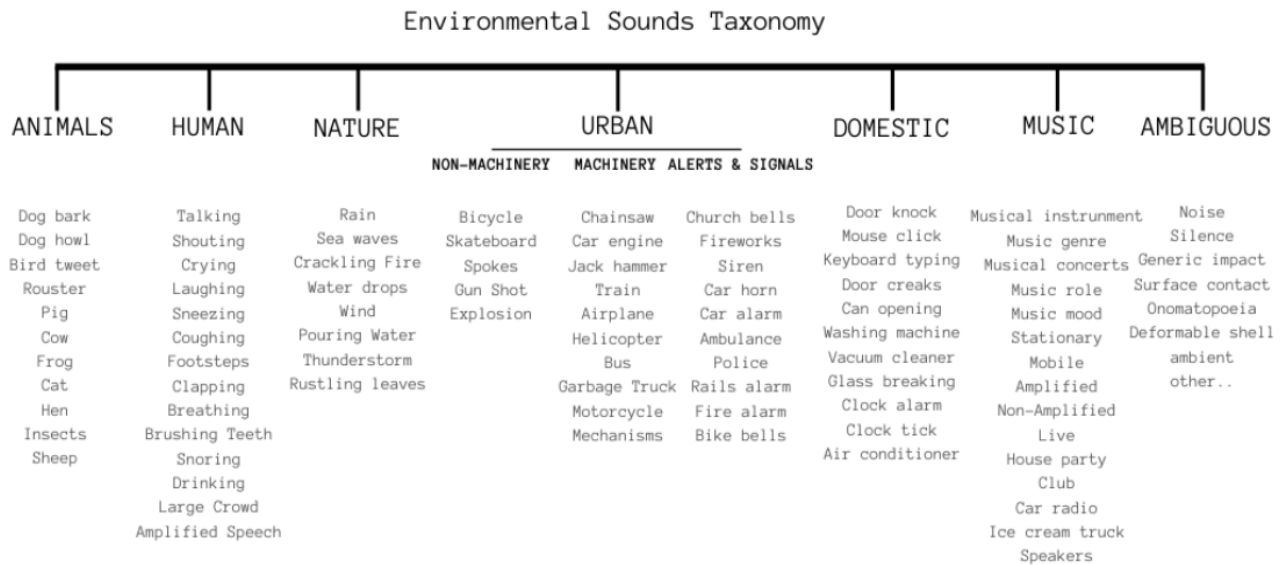 Environmental Sounds Taxonomy
ANIMALS
Dog bark
Dog howl
Bird tweet
Rouster
Pig
Cow
Frog
Cat
Hen
Insects
Sheep
HUMAN
Talking
Shouting
Crying
Laughing
Sneezing
Coughing
Footsteps
Clapping
Breathing
Brushing Teeth
Snoring
Drinking
Large Crowd
Amplified Speech
NATURE
Rain
Sea waves
Crackling Fire
Water drops
Wind
Pouring Water
Thunderstorm
Rustling leaves
URBAN
NON-MACHINERY
Bicycle
Skateboard
Spokes
Gun Shot
Explosion
MACHINERY
Chainsaw
Car engine
Jack hammer
Train
Airplane
Helicopter
Bus
Garbage Truck
Motorcycle
Mechanisms
ALERTS & SIGNALS
Church bells
Fireworks
Siren
Car horn
Car alarm
Ambulance
Police
Rails alarm
Fire alarm
Bike bells
DOMESTIC
Door knock
Mouse click
Keyboard typing
Door creaks
Can opening
Washing machine
Vacuum cleaner
Glass breaking
Clock alarm
Clock tick
Air conditioner
MUSIC
Musical instrunment
Music genre
Musical concerts
Music role
Music mood
Stationary
Mobile
Amplified
Non-Amplified
Live
House party
Club
Car radio
Ice cream truck
Speakers
AMBIGUOUS
Noise
Silence
Generic impact
Surface contact
Onomatopoeia
Deformable shell
ambient
other..